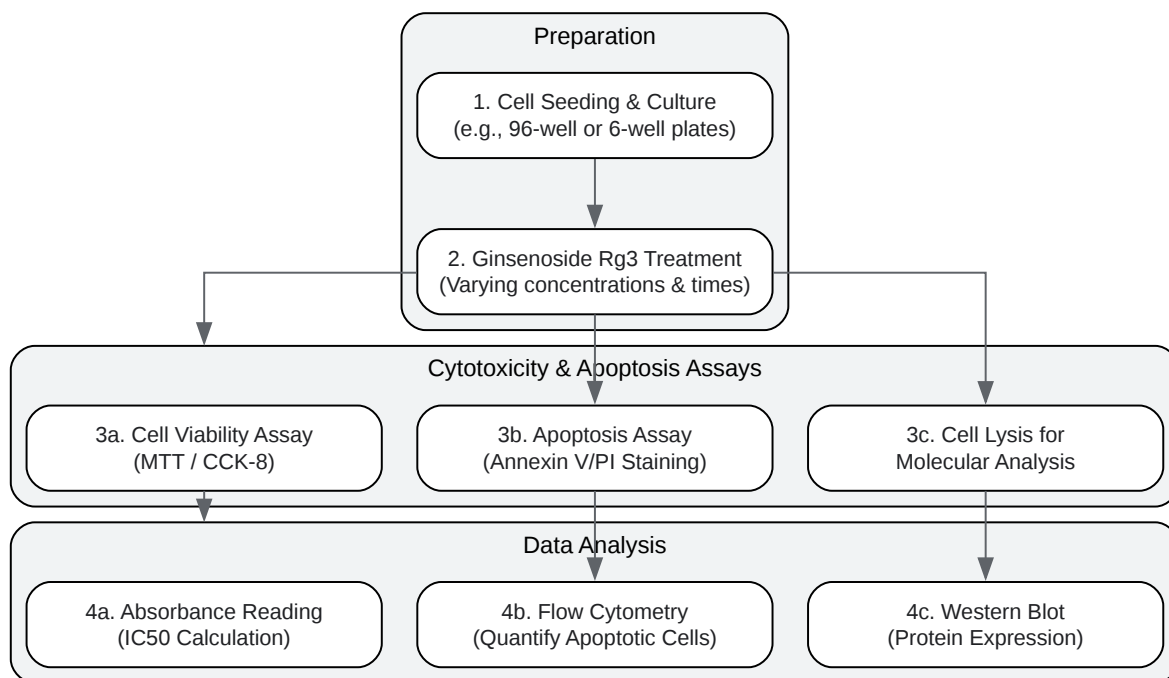 Preparation
1. Cell Seeding & Culture
(e.g., 96-well or 6-well plates)
2. Ginsenoside Rg3 Treatment
(Varying concentrations & times)
Cytotoxicity & Apoptosis Assays
3a. Cell Viability Assay
(MTT / CCK-8)
3b. Apoptosis Assay
(Annexin V/PI Staining)
3c. Cell Lysis for
Molecular Analysis
Data Analysis
4a. Absorbance Reading
(IC50 Calculation)
4b. Flow Cytometry
(Quantify Apoptotic Cells)
4c. Western Blot
(Protein Expression)